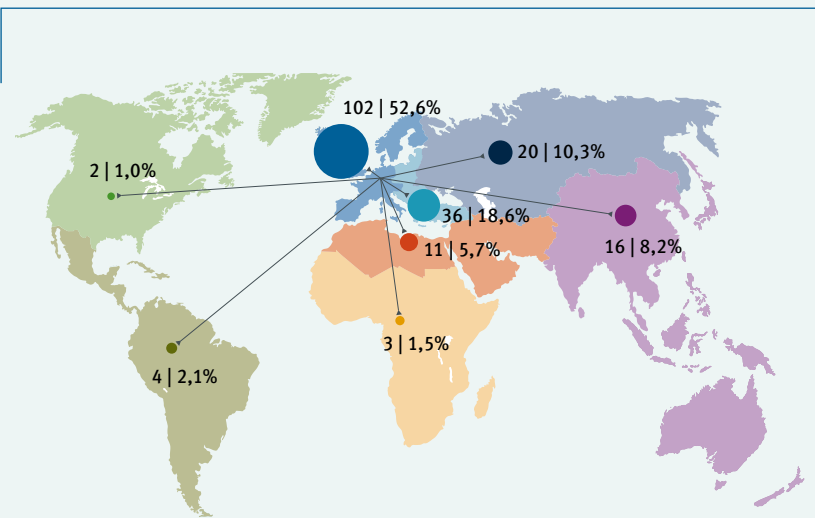 102 | 52,6%
20 | 10,3%
2 | 1,0%
36 | 18,6%
11 | 5,7%
16 | 8,2%
3 | 1,5%
4 | 2,1%